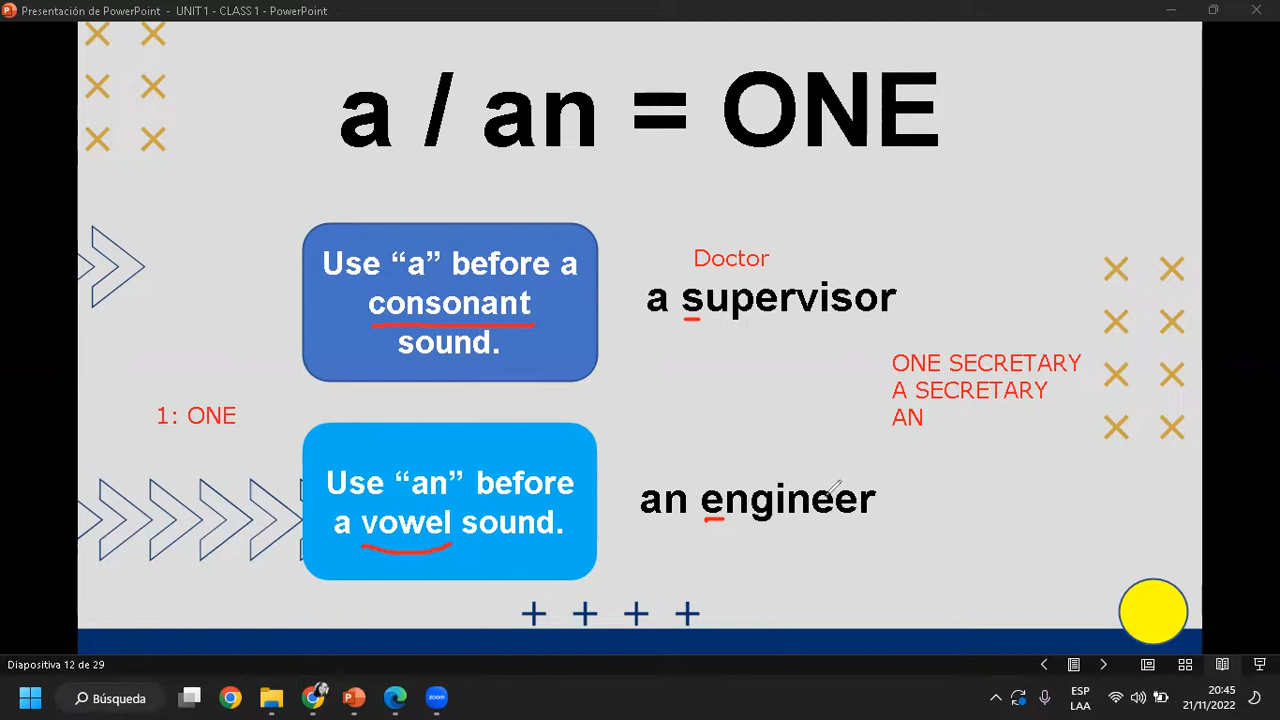 Presentación de PowerPoint - UNIT 1 - CLASS 1 - PowerPoint
a / an = ONE
Use “a” before a
consonant
sound.
Doctor
a supervisor
ONE SECRETARY
A SECRETARY
AN
1: ONE
Use “an” before
a vowel sound.
an engineer
Diapositiva 12 de 29
Búsqueda
zoom
ESP
LAA
20:45
21/11/2022